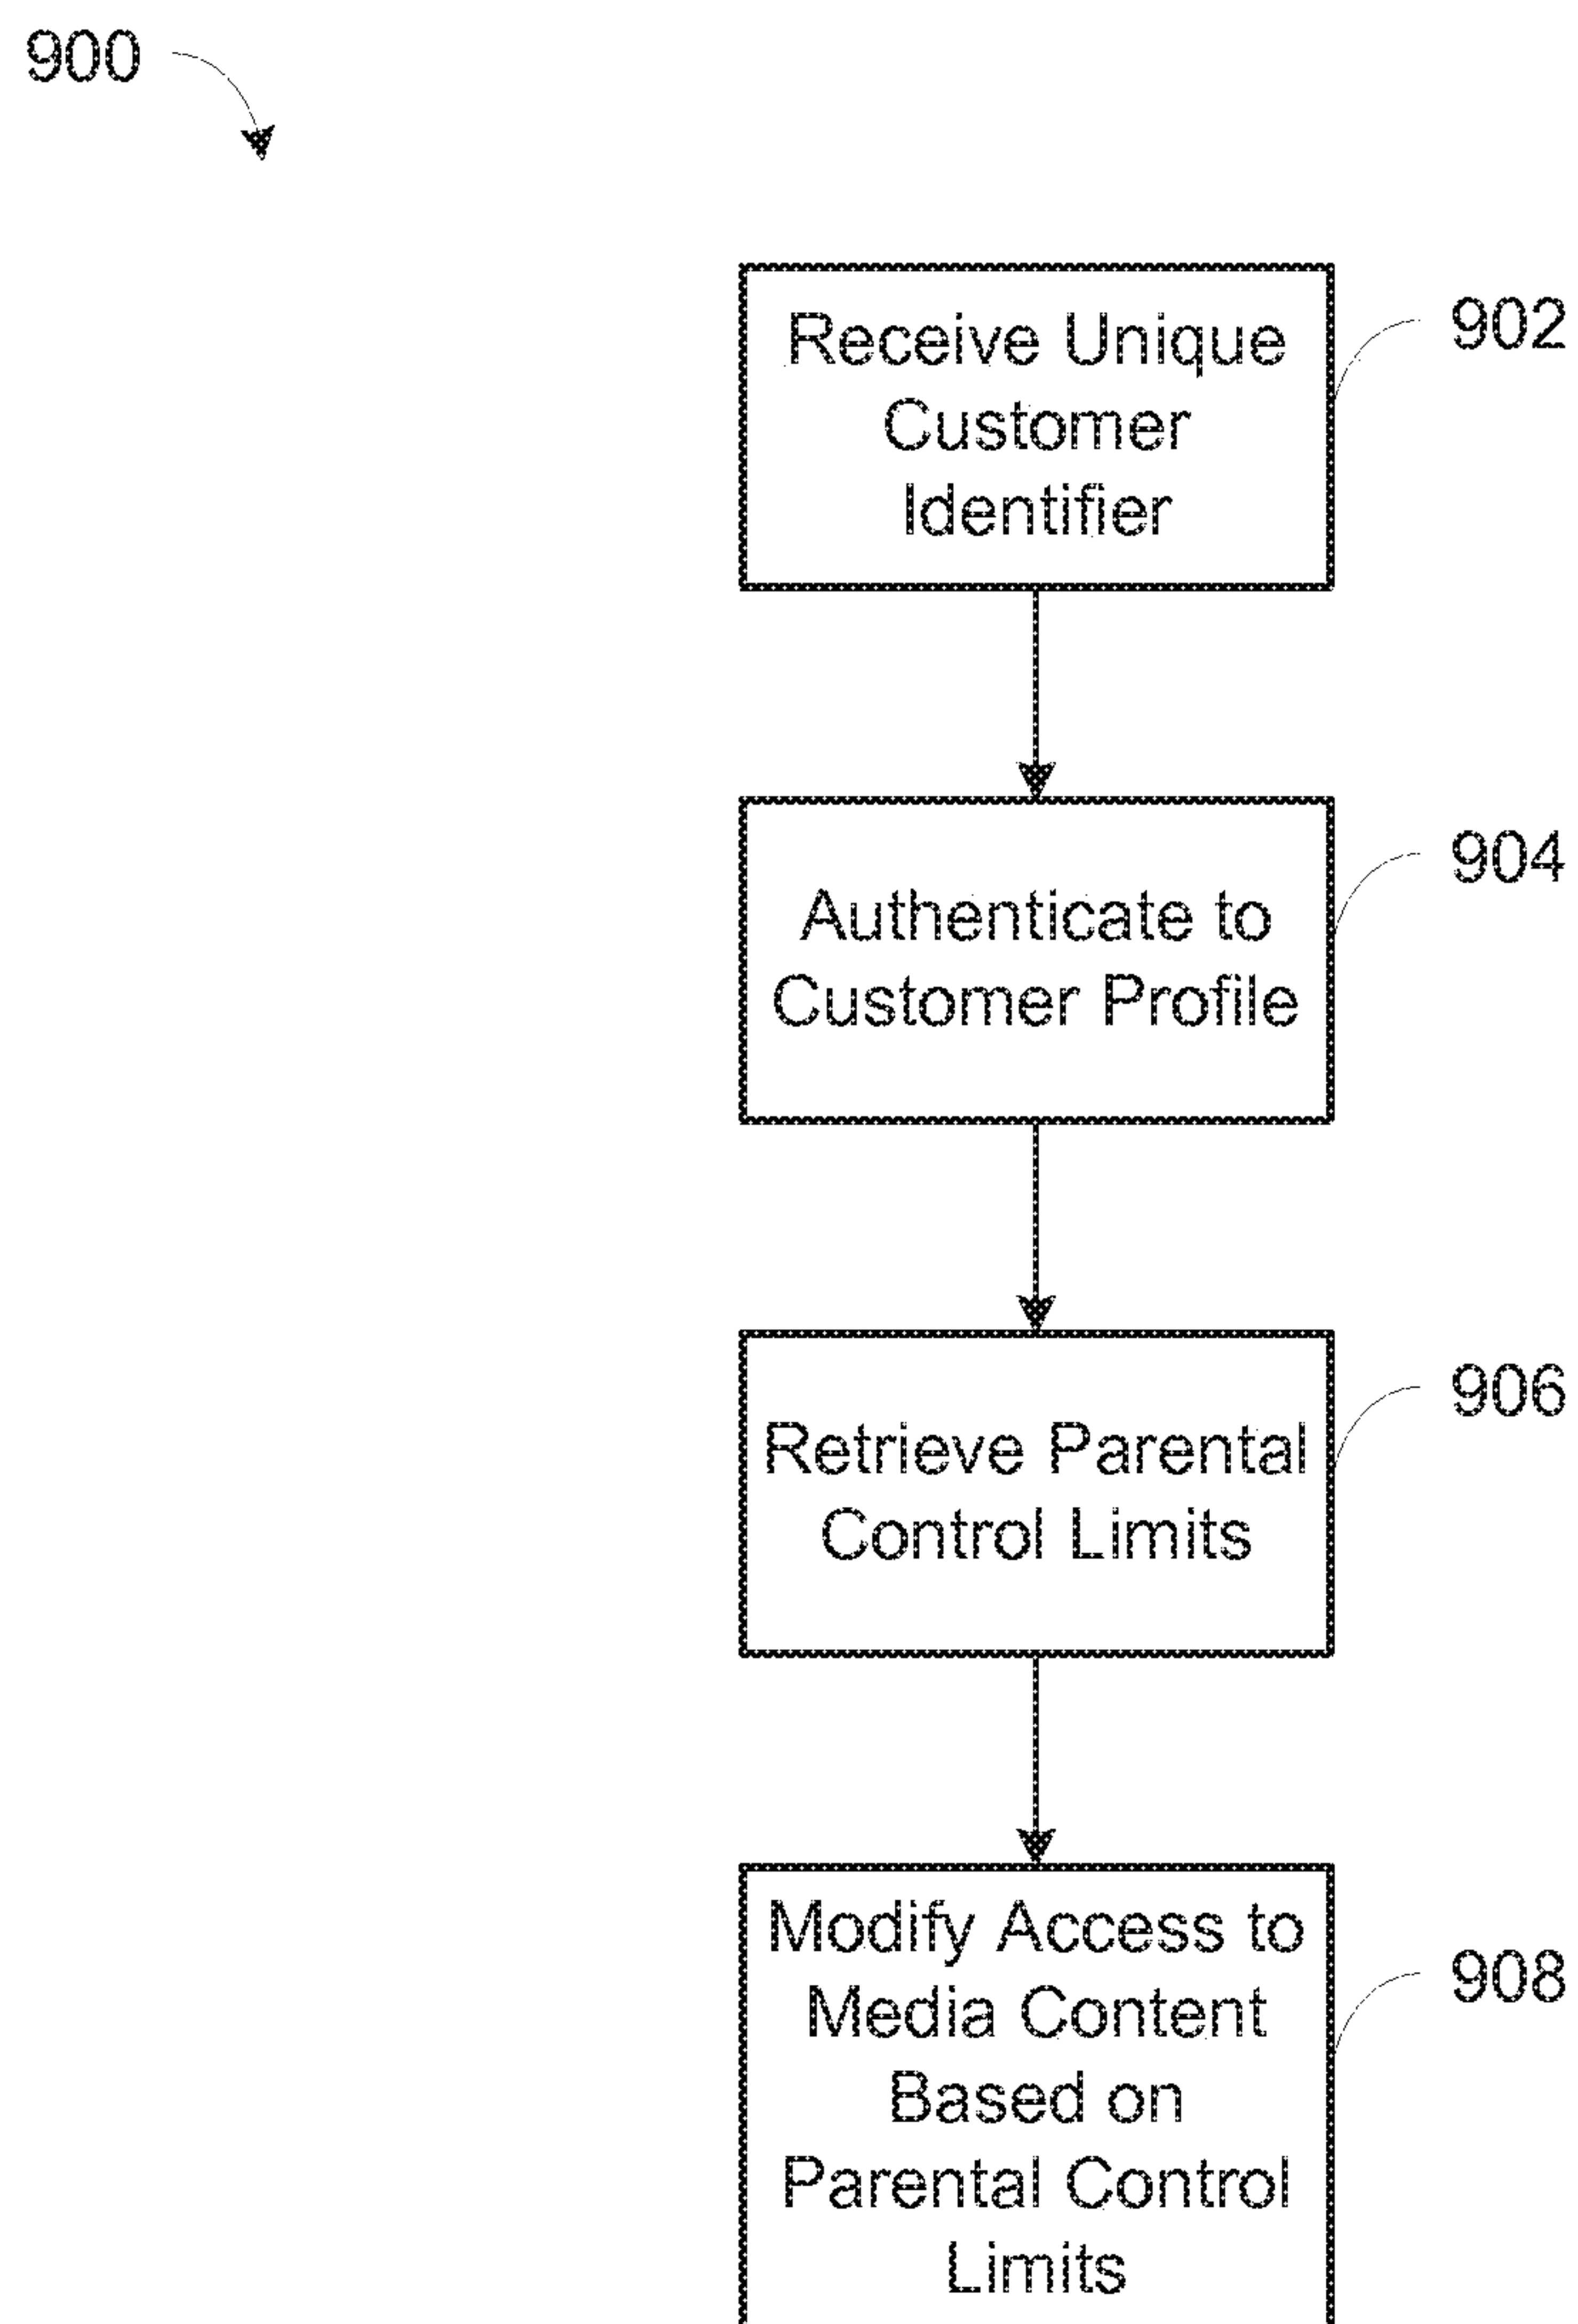 900
Receive Unique
Customer
Identifier
902
Authenticate to
Customer Profile
904
Retrieve Parental
Control Limits
906
Modify Access to
Media Content
Based on
Parental Control
Limits
908